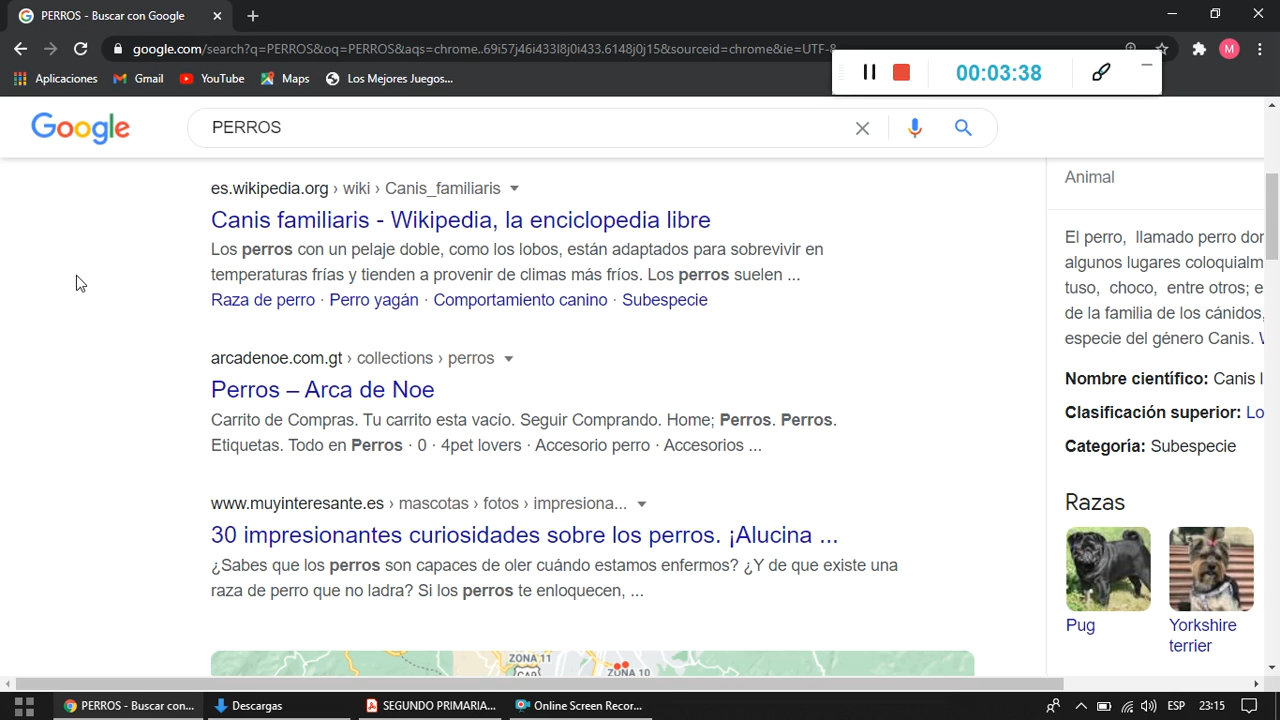 PERROS - Buscar con Google
google.com/search?q=PERROS&oq=PERROS&aqs=chrome..69i57j46i433l8j0i433.6148j0j15&sourceid=chrome&ie=UTF-8
Aplicaciones Gmail YouTube Maps Los Mejores Juegos...
00:03:38
Google PERROS
es.wikipedia.org › wiki › Canis_familiaris
Canis familiaris - Wikipedia, la enciclopedia libre
Los perros con un pelaje doble, como los lobos, están adaptados para sobrevivir en
temperaturas frías y tienden a provenir de climas más fríos. Los perros suelen ...
Raza de perro · Perro yagán · Comportamiento canino · Subespecie
arcadenoe.com.gt › collections › perros
Perros – Arca de Noe
Carrito de Compras. Tu carrito esta vacío. Seguir Comprando. Home; Perros. Perros.
Etiquetas. Todo en Perros · 0 · 4pet lovers · Accesorio perro · Accesorios ...
www.muyinteresante.es › mascotas › fotos › impresiona...
30 impresionantes curiosidades sobre los perros. ¡Alucina ...
¿Sabes que los perros son capaces de oler cuándo estamos enfermos? ¿Y de que existe una
raza de perro que no ladra? Si los perros te enloquecen, ...
ZONA 11
ZONA 10
CA9
Animal
El perro, llamado perro dor
algunos lugares coloquialm
tuso, choco, entre otros; e
de la familia de los cánidos,
especie del género Canis. W
Nombre científico: Canis l
Clasificación superior: Lo
Categoría: Subespecie
Razas
Pug
Yorkshire
terrier
PERROS - Buscar con... Descargas SEGUNDO PRIMARIA... Online Screen Recor... ESP 23:15
M